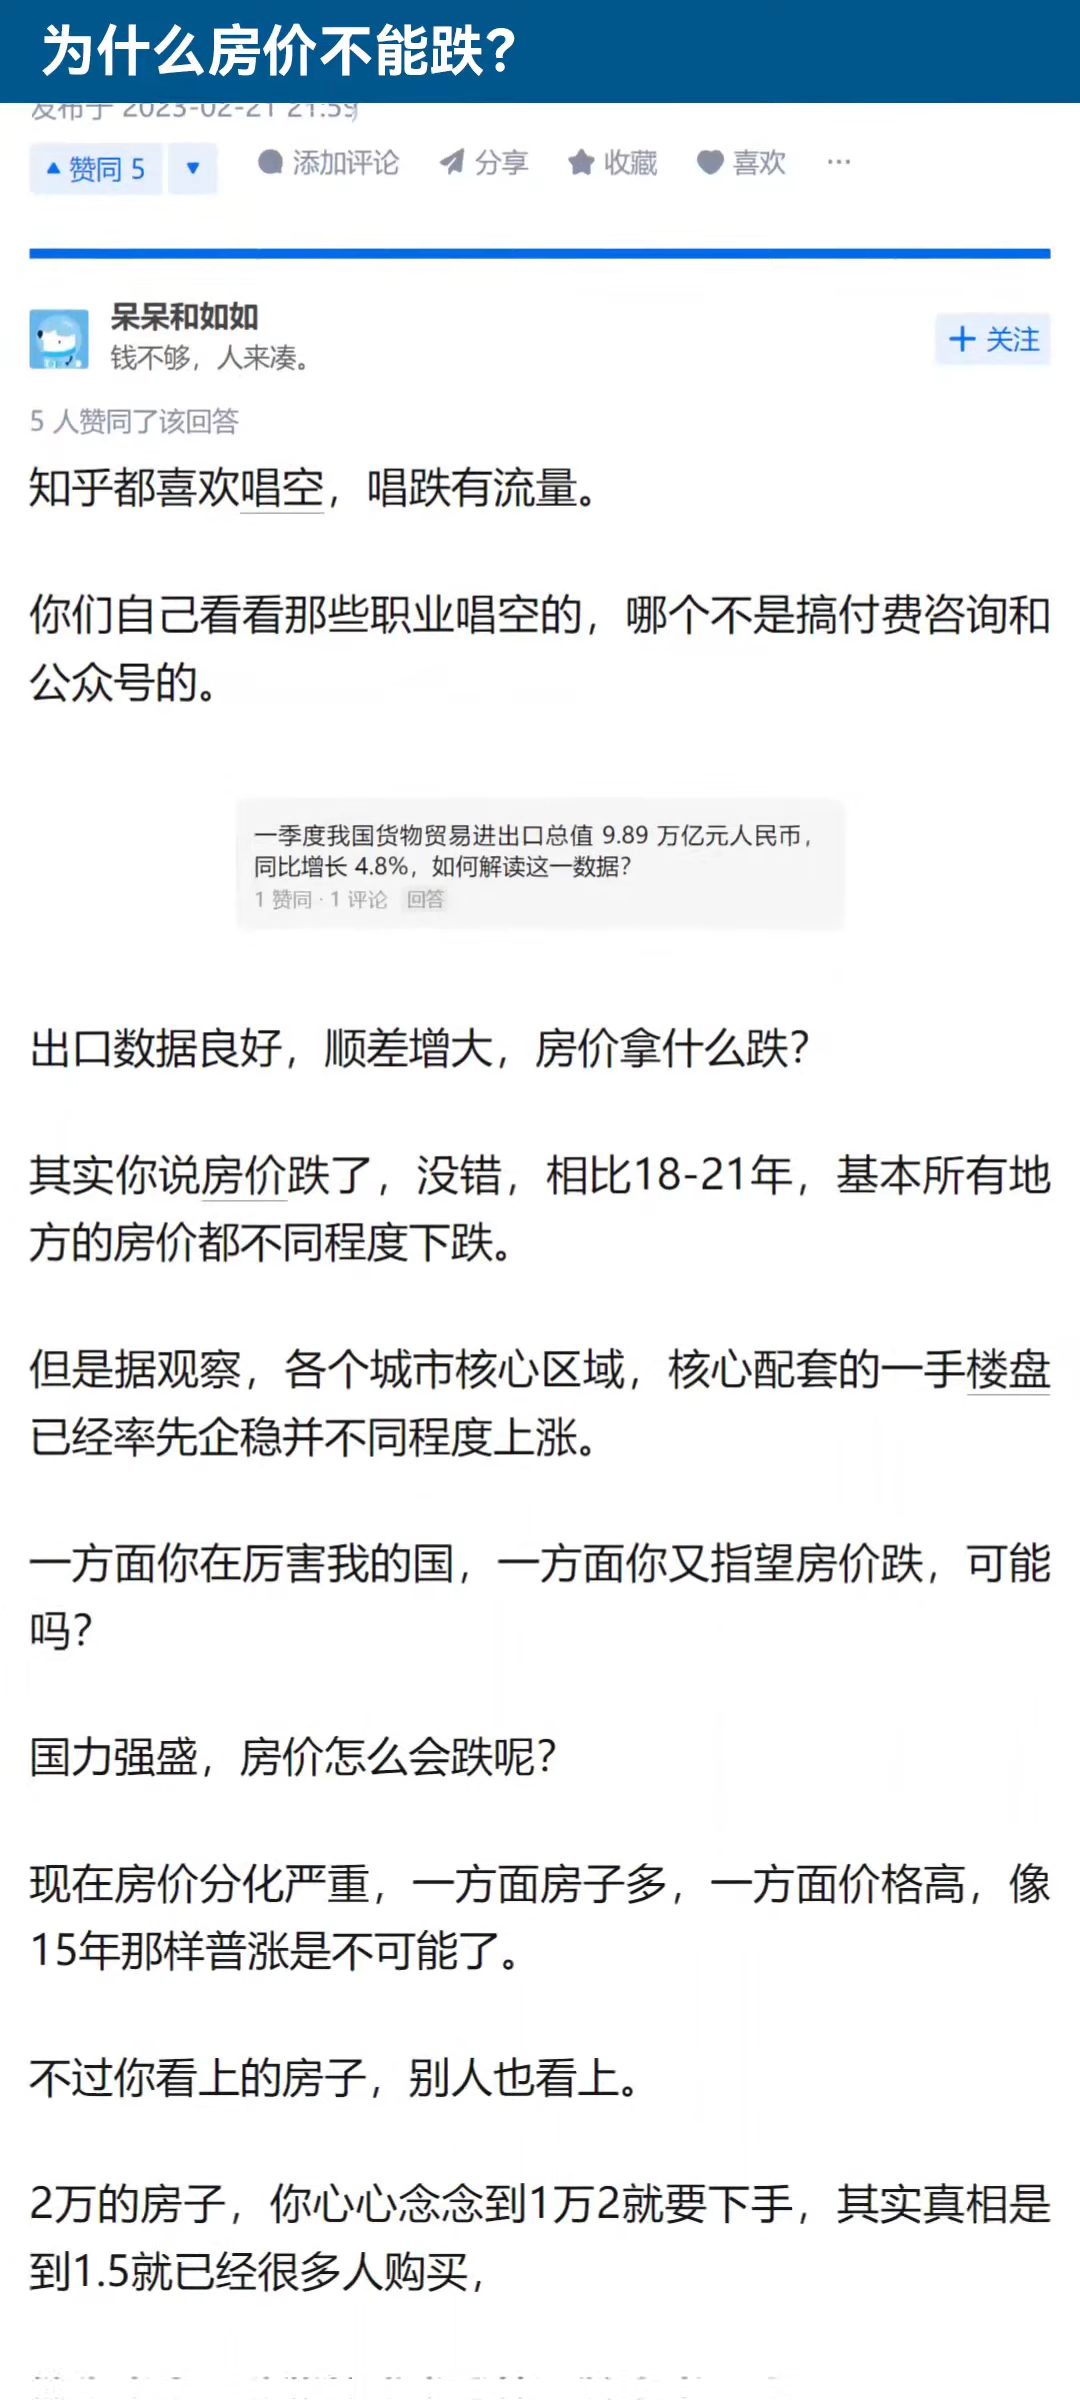 为什么房价不能跌？
发布于 2023-02-21 21:59
赞同 5
添加评论
分享
收藏
喜欢
呆呆和如如
钱不够，人来凑。
关注
5 人赞同了该回答
知乎都喜欢唱空，唱跌有流量。
你们自己看看那些职业唱空的，哪个不是搞付费咨询和
公众号的。
一季度我国货物贸易进出口总值 9.89 万亿元人民币，
同比增长 4.8%，如何解读这一数据？
1 赞同 · 1 评论 回答
出口数据良好，顺差增大，房价拿什么跌？
其实你说房价跌了，没错，相比18-21年，基本所有地
方的房价都不同程度下跌。
但是据观察，各个城市核心区域，核心配套的一手楼盘
已经率先企稳并不同程度上涨。
一方面你在厉害我的国，一方面你又指望房价跌，可能
吗？
国力强盛，房价怎么会跌呢？
现在房价分化严重，一方面房子多，一方面价格高，像
15年那样普涨是不可能了。
不过你看上的房子，别人也看上。
2万的房子，你心心念念到1万2就要下手，其实真相是
到1.5就已经很多人购买，